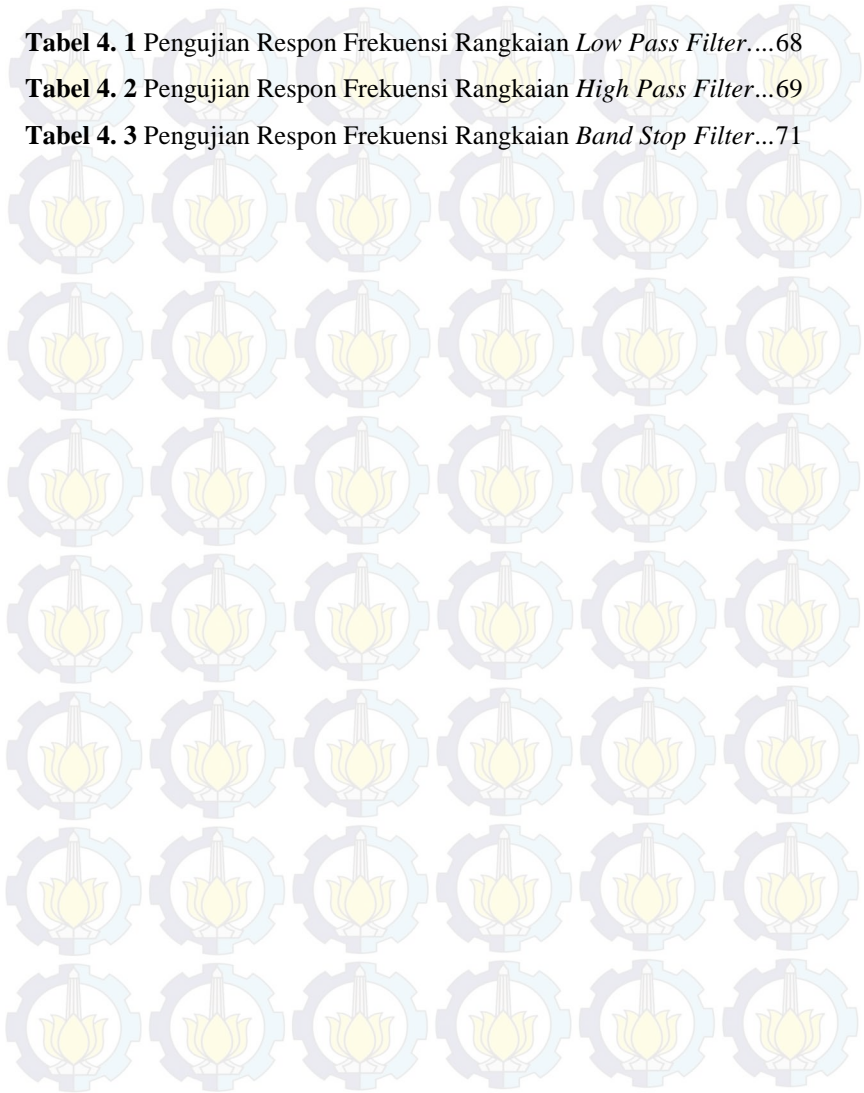 Tabel 4. 1 Pengujian Respon Frekuensi Rangkaian Low Pass Filter....68
Tabel 4. 2 Pengujian Respon Frekuensi Rangkaian High Pass Filter...69
Tabel 4. 3 Pengujian Respon Frekuensi Rangkaian Band Stop Filter...71